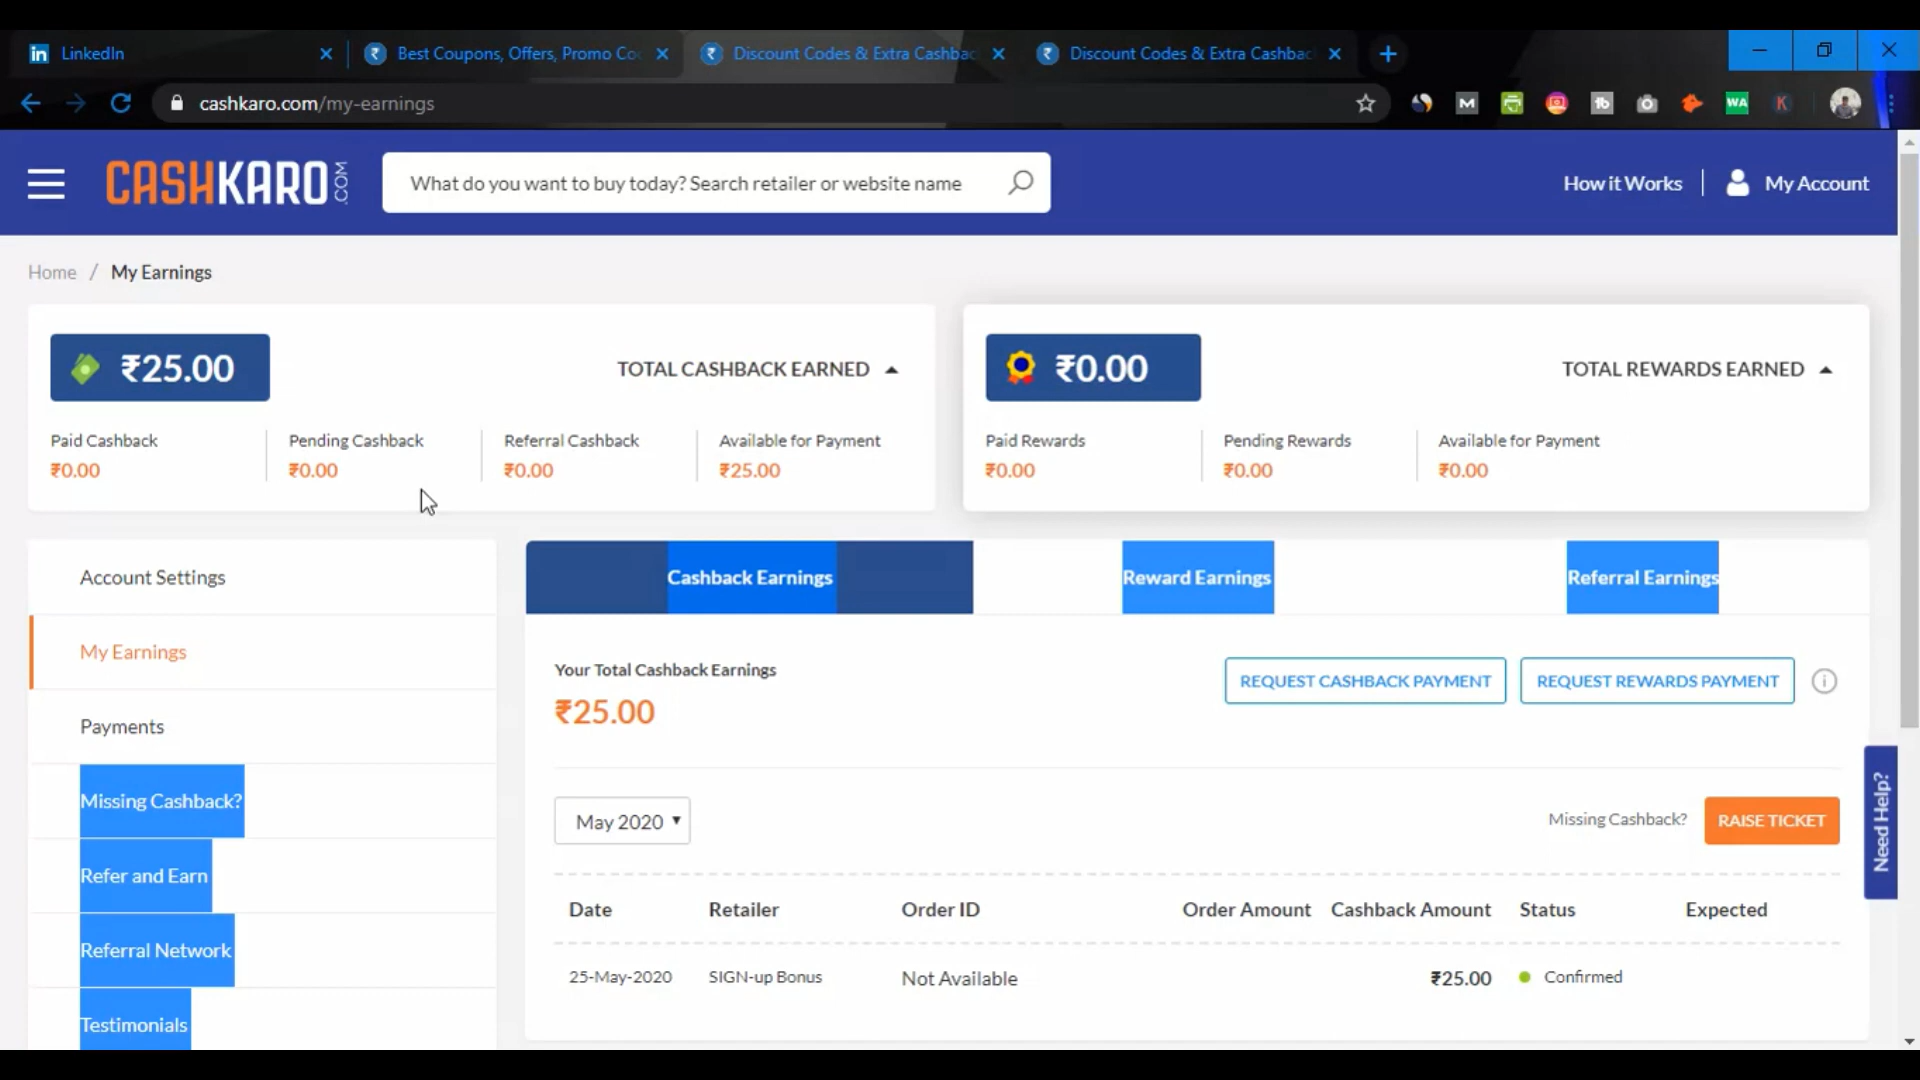 LinkedIn
Best Coupons, Offers, Promo Co
Discount Codes & Extra Cashbac
Discount Codes & Extra Cashbac
cashkaro.com/my-earnings
CASHKARO.COM
What do you want to buy today? Search retailer or website name
How it Works
My Account
Home / My Earnings
₹25.00
TOTAL CASHBACK EARNED
₹0.00
TOTAL REWARDS EARNED
Paid Cashback
Pending Cashback
Referral Cashback
Available for Payment
₹0.00
₹0.00
₹0.00
₹25.00
Paid Rewards
Pending Rewards
Available for Payment
₹0.00
₹0.00
₹0.00
Account Settings
My Earnings
Payments
Missing Cashback?
Refer and Earn
Referral Network
Testimonials
Cashback Earnings
Reward Earnings
Referral Earnings
Your Total Cashback Earnings
₹25.00
REQUEST CASHBACK PAYMENT
REQUEST REWARDS PAYMENT
May 2020
Missing Cashback?
RAISE TICKET
Need Help?
Date Retailer Order ID Order Amount Cashback Amount Status Expected
25-May-2020 SIGN-up Bonus Not Available ₹25.00 Confirmed